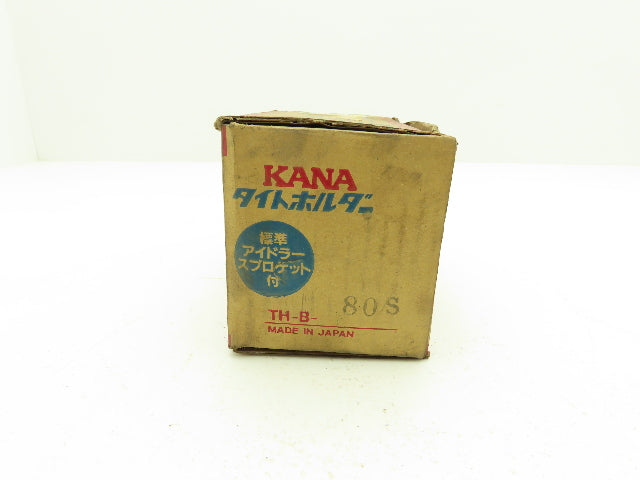 KANA
タイトホルダー
標準
アイドラー
スプロケット
付
TH-B- 80S
MADE IN JAPAN